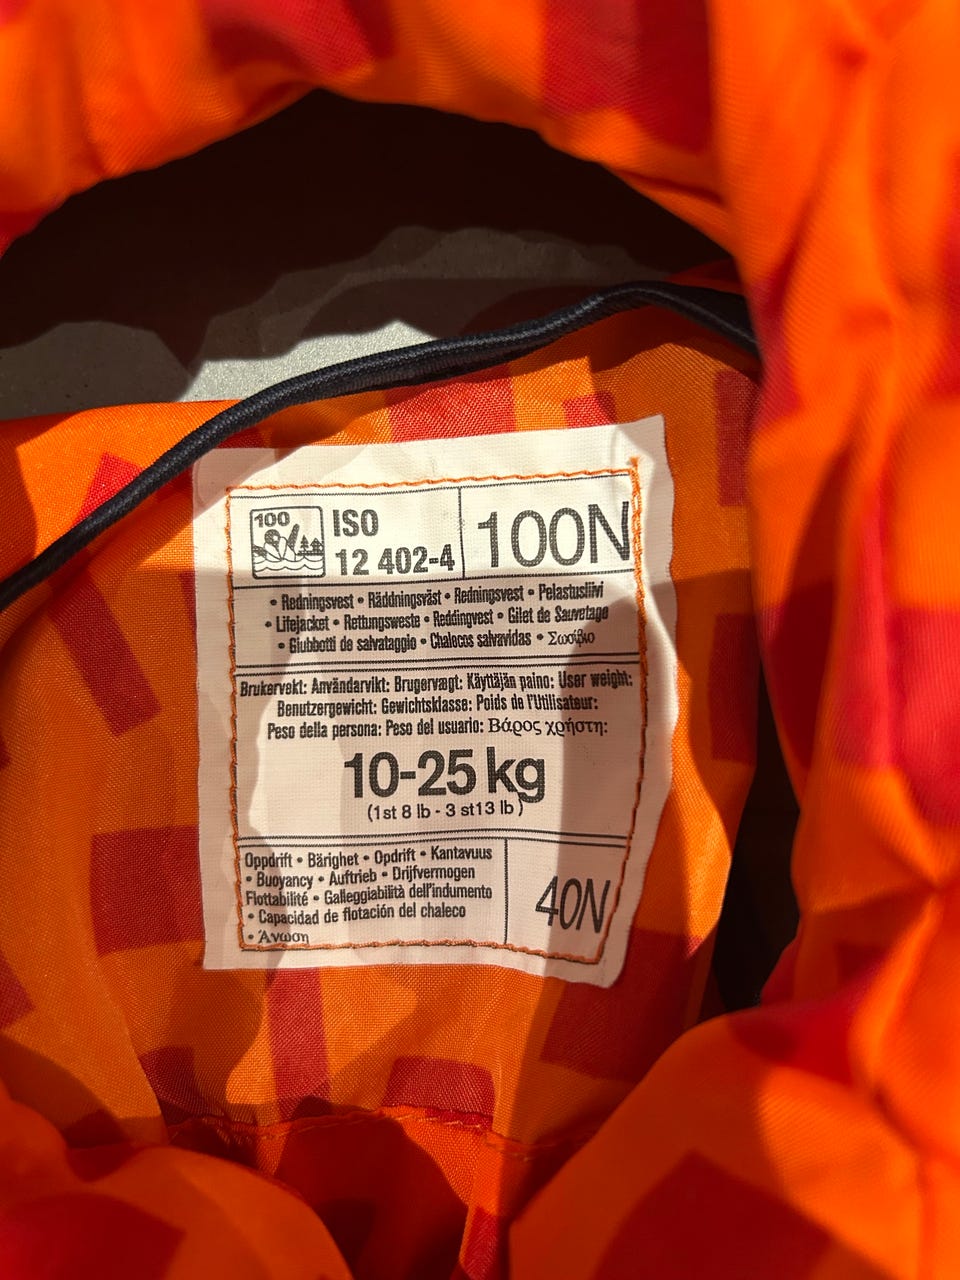 100
ISO
12 402-4
100N
• Redningsvest • Räddningsväst • Redningsvest • Pelastusliivi
• Lifejacket • Rettungsweste • Reddingvest • Gilet de Sauvetage
• Giubbotti de salvataggio • Chalecos salvavidas • Σωσίβιο
Brukervekt: Användarvikt: Brugervægt: Käyttäjän paino: User weight:
Benutzergewicht: Gewichtsklasse: Poids de l'Utilisateur:
Peso della persona: Peso del usuario: Βάρος χρήστη:
10-25 kg
(1st 8 lb - 3 st13 lb )
Oppdrift • Bärighet • Opdrift • Kantavuus
• Buoyancy • Auftrieb • Drijfvermogen
Flottabilité • Galleggiabilità dell'indumento
• Capacidad de flotación del chaleco
• Άνωση
40N